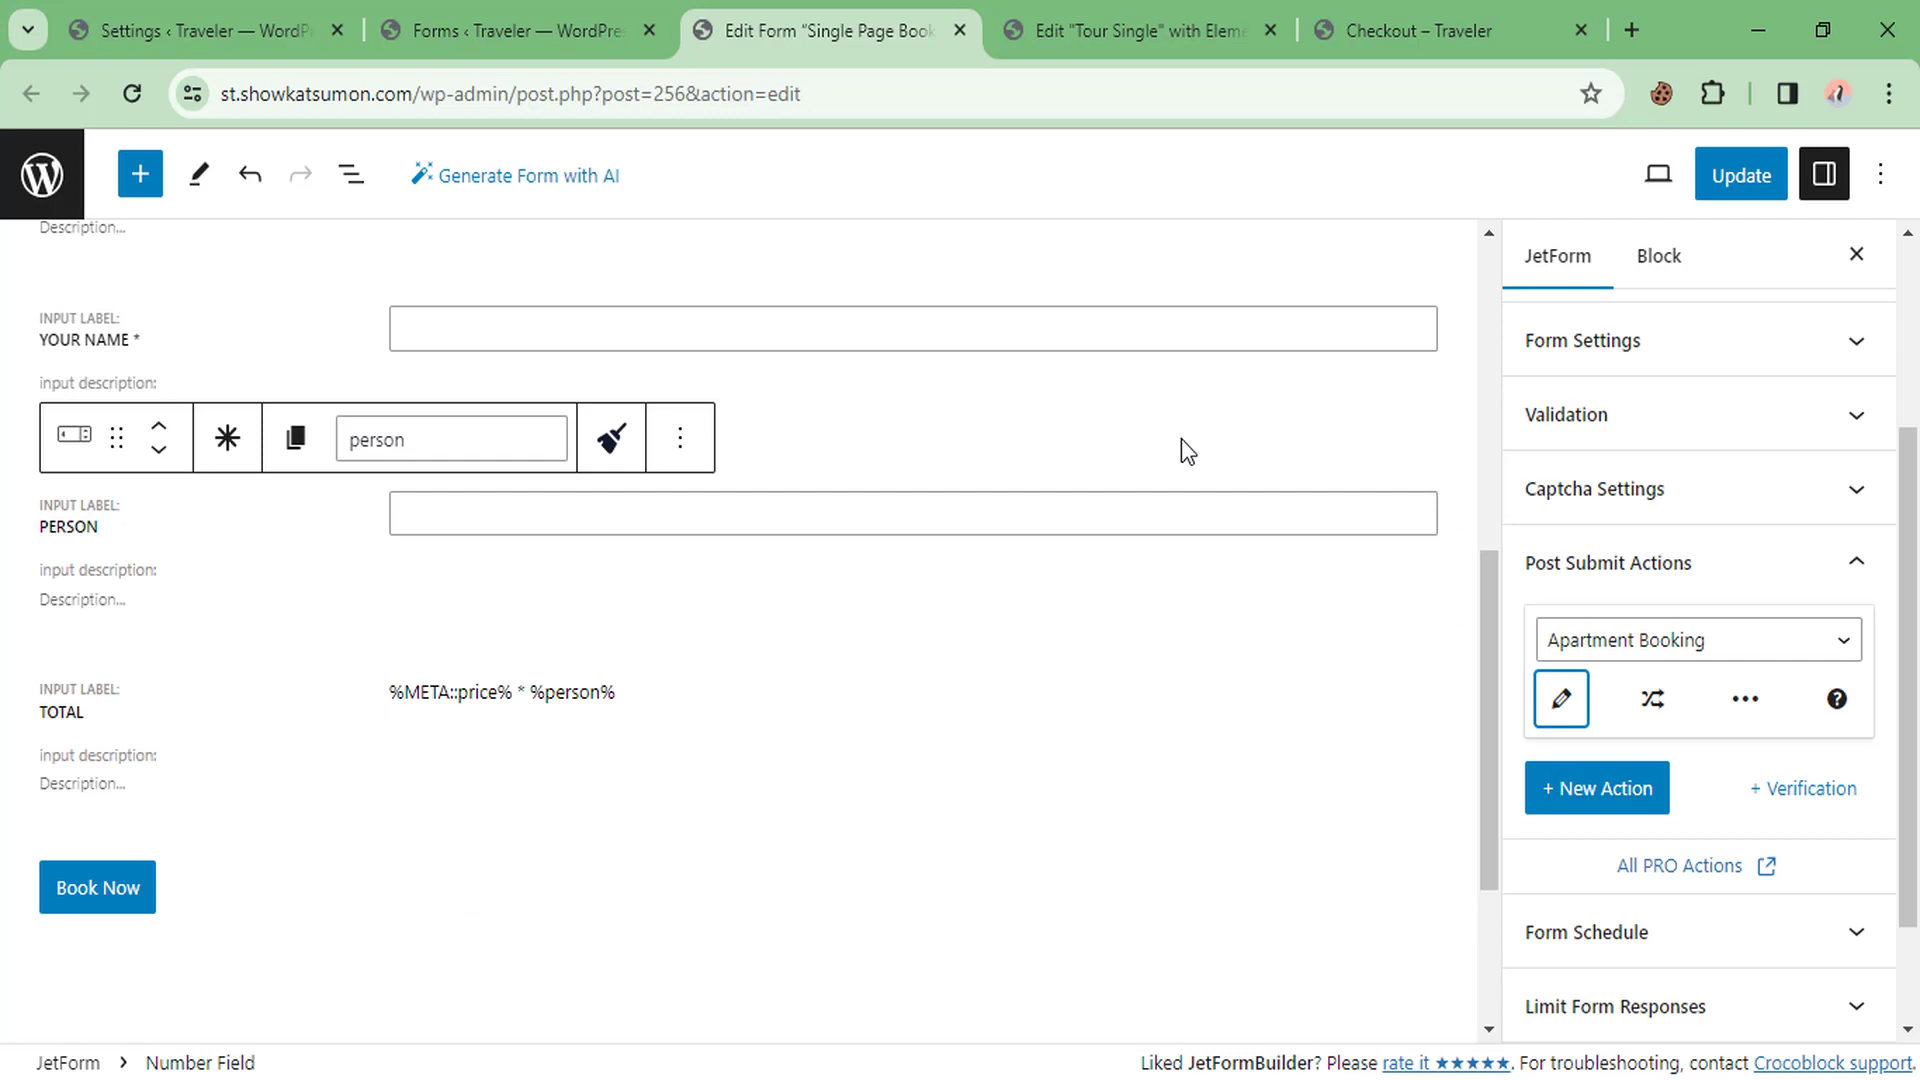 Settings ‹ Traveler — WordP
Forms ‹ Traveler — WordPre
Edit Form "Single Page Book
Edit "Tour Single" with Eleme
Checkout – Traveler
st.showkatsumon.com/wp-admin/post.php?post=256&action=edit
Generate Form with AI
Update
Description...
JetForm
Block
INPUT LABEL:
YOUR NAME *
input description:
person
INPUT LABEL:
PERSON
input description:
Description...
INPUT LABEL:
TOTAL
%META::price% * %person%
input description:
Description...
Book Now
Form Settings
Validation
Captcha Settings
Post Submit Actions
Apartment Booking
+ New Action
+ Verification
All PRO Actions
Form Schedule
Limit Form Responses
JetForm > Number Field
Liked JetFormBuilder? Please rate it ★★★★★. For troubleshooting, contact Crocoblock support.